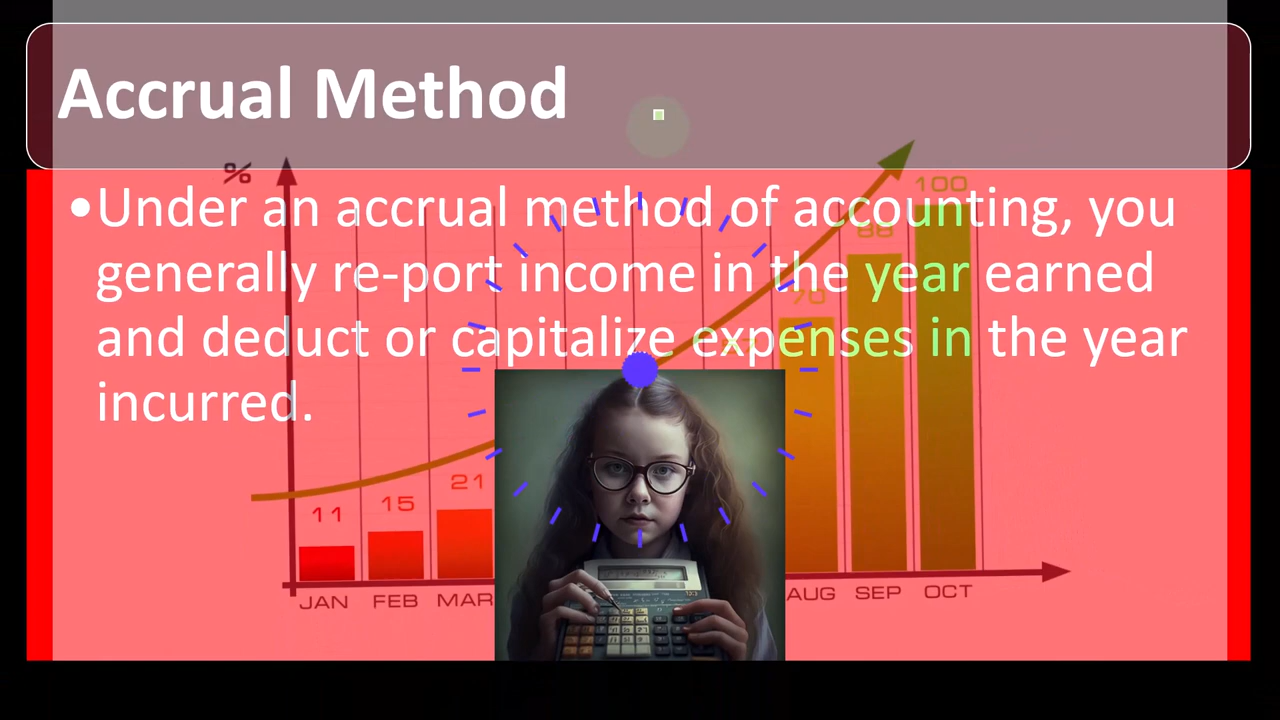 Accrual Method
%
•Under an accrual method of accounting, you
generally re-port income in the year earned
and deduct or capitalize expenses in the year
incurred.
100
88
70
21
15
11
JAN FEB MAR AUG SEP OCT